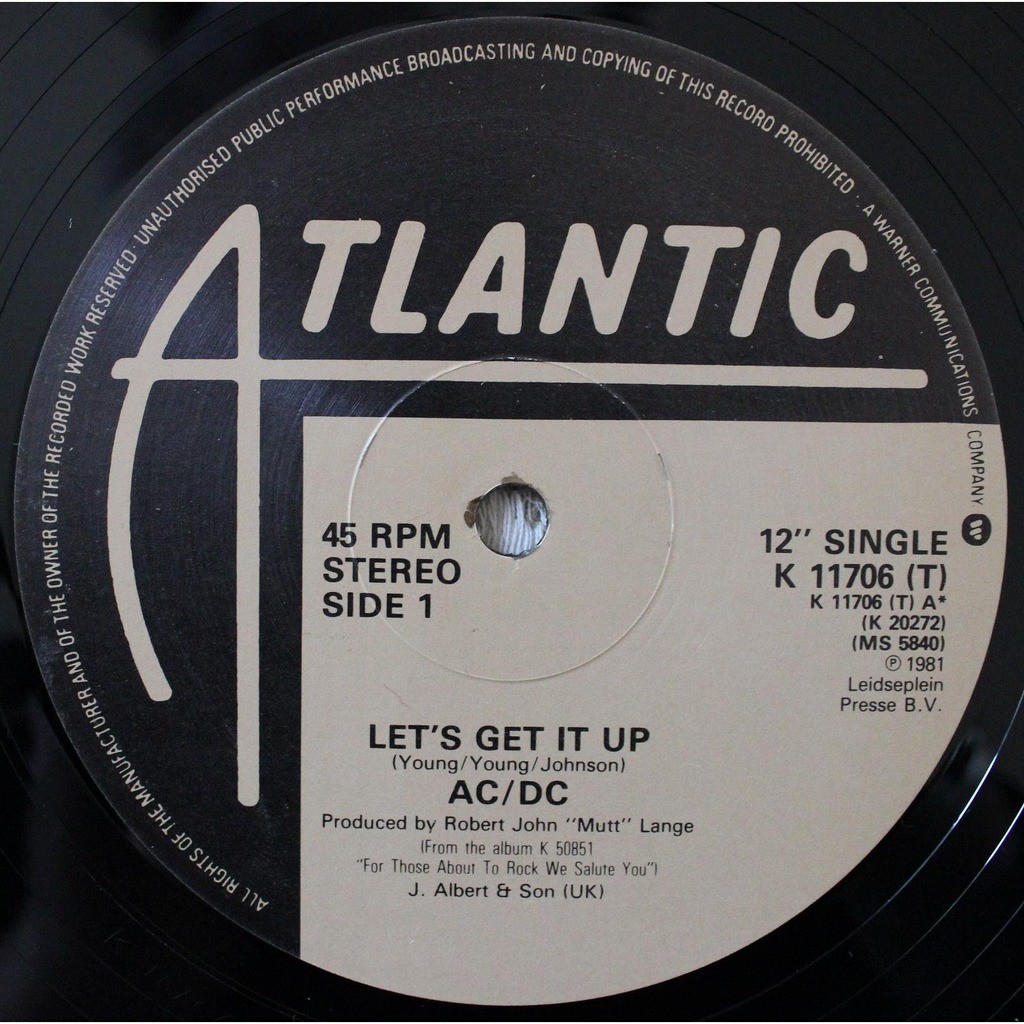 ALL RIGHTS OF THE MANUFACTURER AND OF THE OWNER OF THE RECORDED WORK RESERVED · UNAUTHORISED PUBLIC PERFORMANCE BROADCASTING AND COPYING OF THIS RECORD PROHIBITED · A WARNER COMMUNICATIONS COMPANY
ATLANTIC
45 RPM
STEREO
SIDE 1
12" SINGLE
K 11706 (T)
K 11706 (T) A*
(K 20272)
(MS 5840)
℗ 1981
Leidseplein
Presse B.V.
LET'S GET IT UP
(Young/Young/Johnson)
AC/DC
Produced by Robert John "Mutt" Lange
(From the album K 50851
"For Those About To Rock We Salute You")
J. Albert & Son (UK)